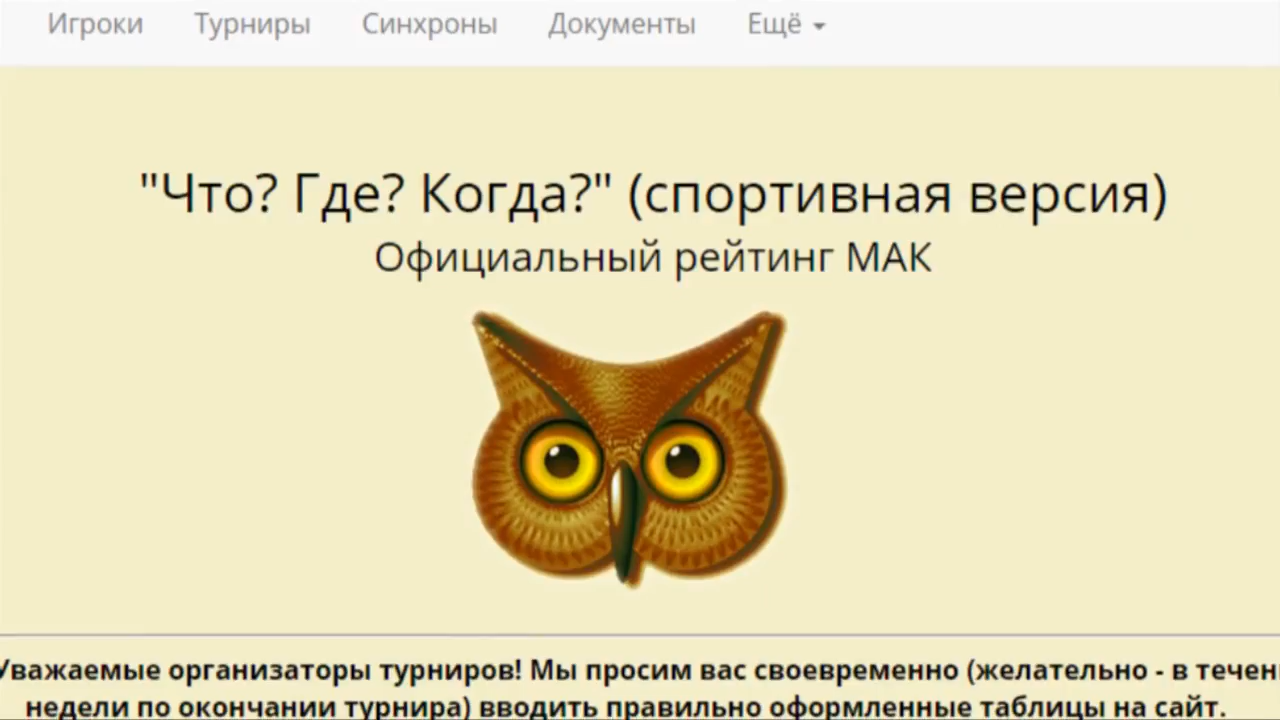 Игроки Турниры Синхроны Документы Ещё
"Что? Где? Когда?" (спортивная версия)
Официальный рейтинг МАК
Уважаемые организаторы турниров! Мы просим вас своевременно (желательно - в
недели по окончании турнира) вводить правильно оформленные таблицы на сайт.